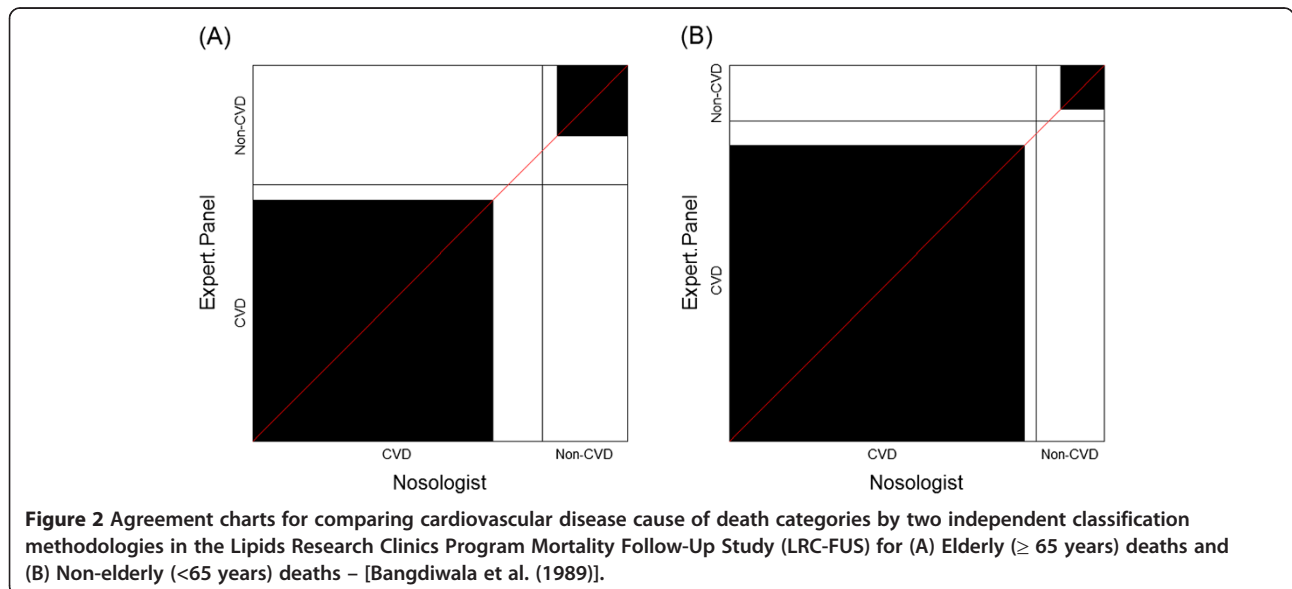 (A)
Non-CVD
CVD
Expert.Panel
CVD
Non-CVD
Nosologist
(B)
Non-CVD
CVD
Expert.Panel
CVD
Non-CVD
Nosologist
Figure 2 Agreement charts for comparing cardiovascular disease cause of death categories by two independent classification
methodologies in the Lipids Research Clinics Program Mortality Follow-Up Study (LRC-FUS) for (A) Elderly (≥ 65 years) deaths and
(B) Non-elderly (<65 years) deaths – [Bangdiwala et al. (1989)].